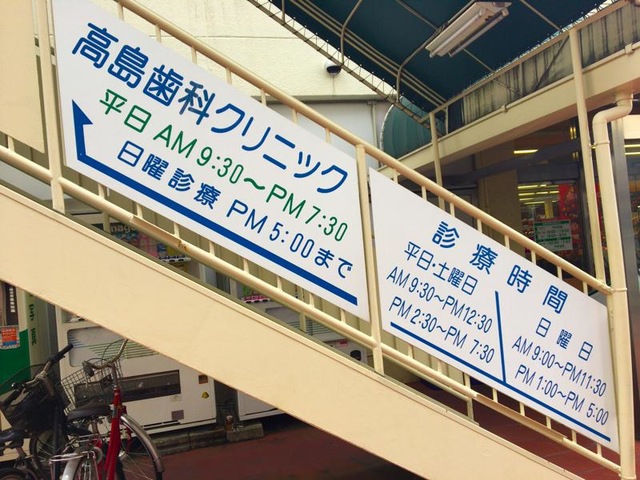 高島歯科クリニック
平日 AM 9:30～PM 7:30
日曜診療 PM 5:00まで
診療時間
平日・土曜日
AM 9:30～PM12:30
PM 2:30～PM 7:30
日曜日
AM 9:00～PM11:30
PM 1:00～PM 5:00